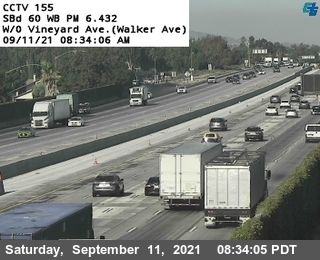 CCTV 155
SBd 60 WB PM 6.432
W/O Vineyard Ave.(Walker Ave)
09/11/21 08:34:06 AM
Saturday, September 11, 2021 08:34:05 PDT